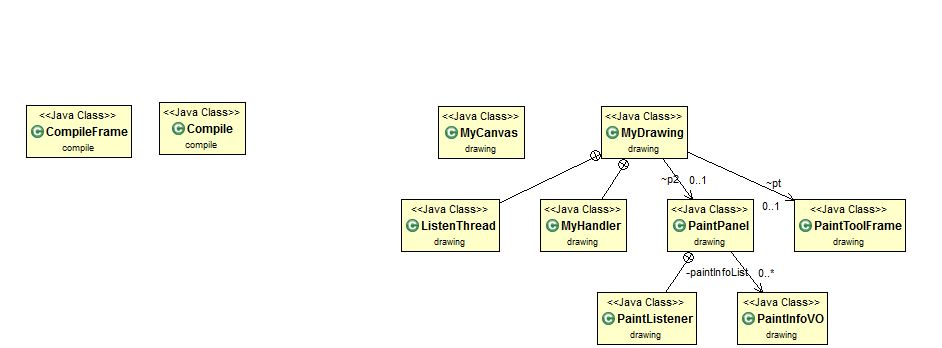 <<Java Class>>
CompileFrame
compile
<<Java Class>>
Compile
compile
<<Java Class>>
MyCanvas
drawing
<<Java Class>>
MyDrawing
drawing
~p2
0..1
~pt
0..1
<<Java Class>>
ListenThread
drawing
<<Java Class>>
MyHandler
drawing
<<Java Class>>
PaintPanel
drawing
<<Java Class>>
PaintToolFrame
drawing
-paintInfoList
0..*
<<Java Class>>
PaintListener
drawing
<<Java Class>>
PaintInfoVO
drawing